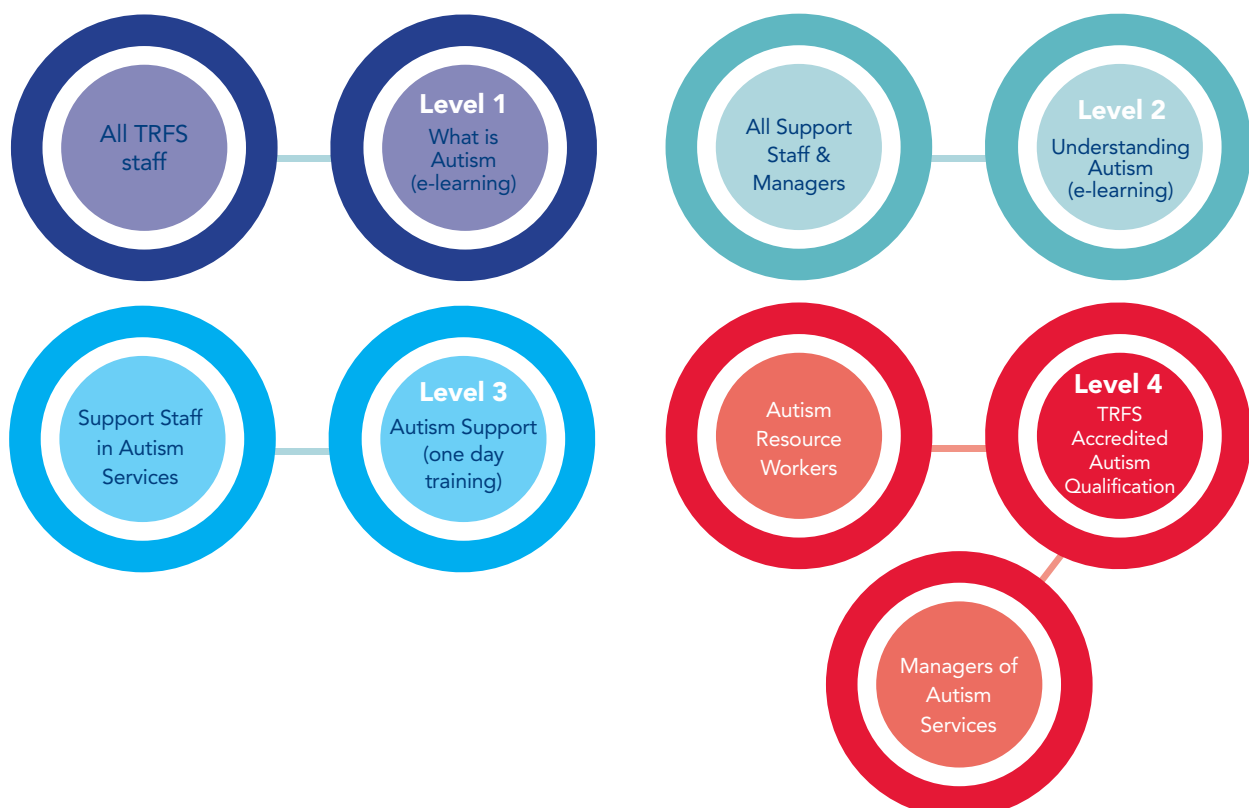 All TRFS
staff
Level 1
What is
Autism
(e-learning)
All Support
Staff &
Managers
Level 2
Understanding
Autism
(e-learning)
Support Staff
in Autism
Services
Level 3
Autism Support
(one day
training)
Autism
Resource
Workers
Level 4
TRFS
Accredited
Autism
Qualification
Managers of
Autism
Services